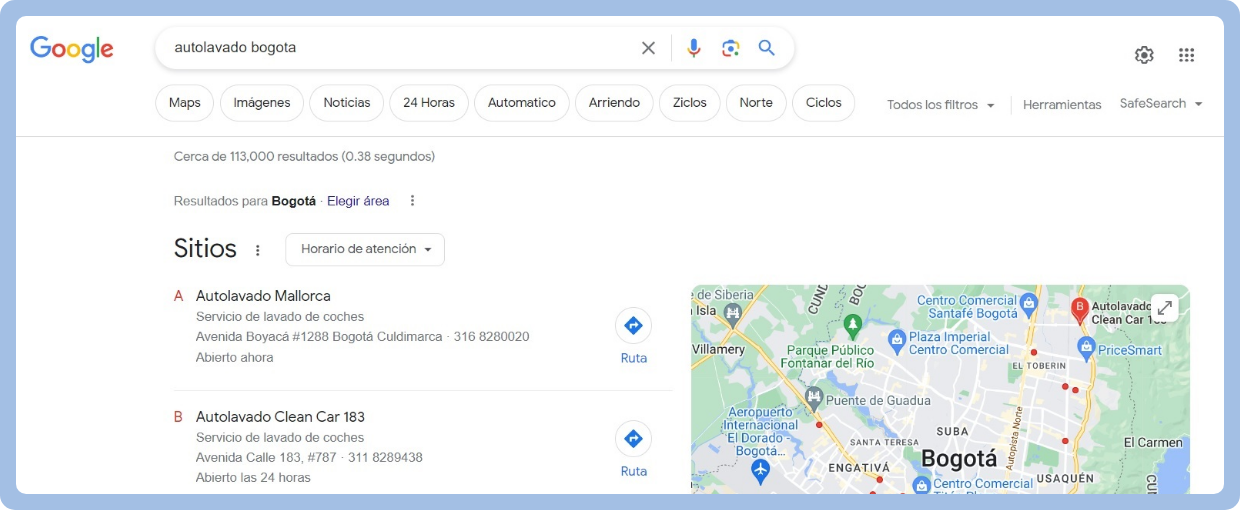 Google
autolavado bogota
Maps
Imágenes
Noticias
24 Horas
Automatico
Arriendo
Ziclos
Norte
Ciclos
Todos los filtros
Herramientas
SafeSearch
Cerca de 113,000 resultados (0.38 segundos)
Resultados para Bogotá · Elegir área
Sitios
Horario de atención
A Autolavado Mallorca
Servicio de lavado de coches
Avenida Boyacá #1288 Bogotá Culdimarca · 316 8280020
Abierto ahora
Ruta
B Autolavado Clean Car 183
Servicio de lavado de coches
Avenida Calle 183, #787 · 311 8289438
Abierto las 24 horas
Ruta
e de Siberia
Isla
Villamery
CUND
BOG
Parque Público
Fontanar del Río
Centro Comercial
Santafé Bogotá
Plaza Imperial
Centro Comercial
B
Autolavado
Clean Car 183
PriceSmart
EL TOBERIN
Puente de Guadua
Aeropuerto
Internacional
El Dorado -
Bogotá...
SANTA TERESA
SUBA
Autopista Norte
El Carmen
Bogotá
ENGATIVÁ
USAQUÉN
Centro Comercial
CUN